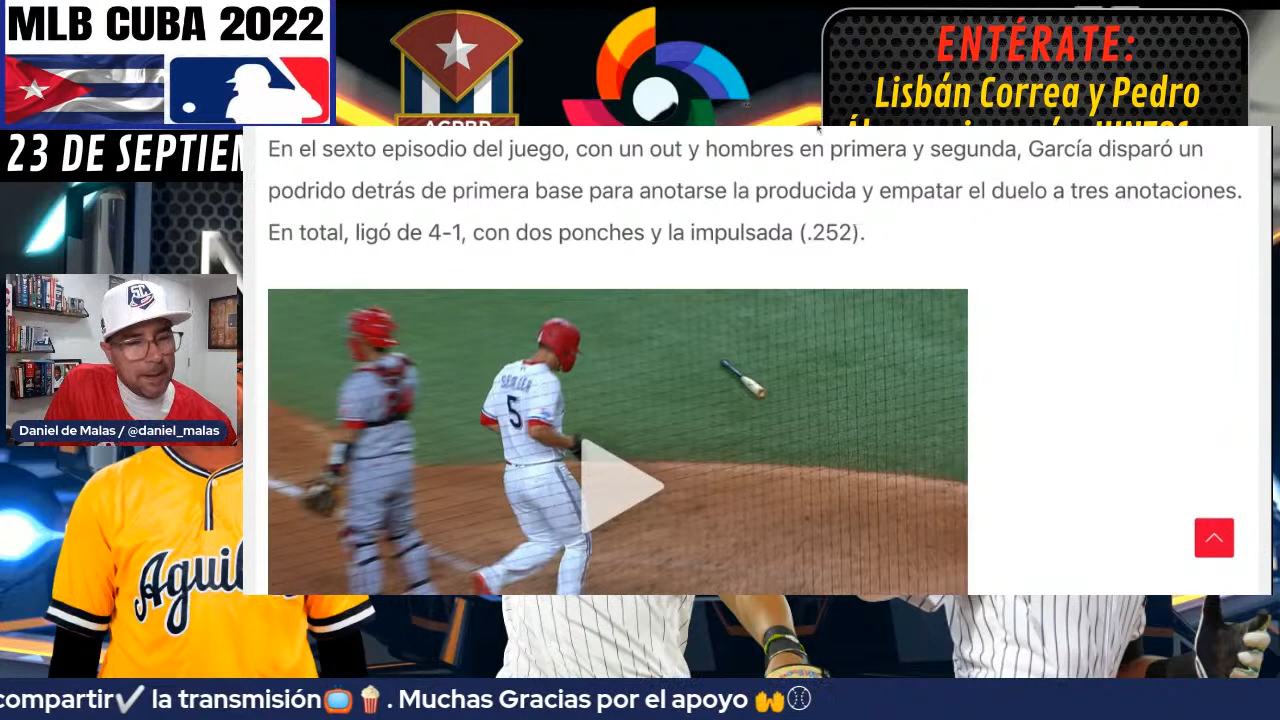 MLB CUBA 2022
ENTÉRATE:
Lisbán Correa y Pedro
23 DE SEPTIEM
En el sexto episodio del juego, con un out y hombres en primera y segunda, García disparó un
podrido detrás de primera base para anotarse la producida y empatar el duelo a tres anotaciones.
En total, ligó de 4-1, con dos ponches y la impulsada (.252).
5
Daniel de Malas / @daniel_malas
Agui
compartir✔ la transmisión📺🍿. Muchas Gracias por el apoyo 🙌⚾